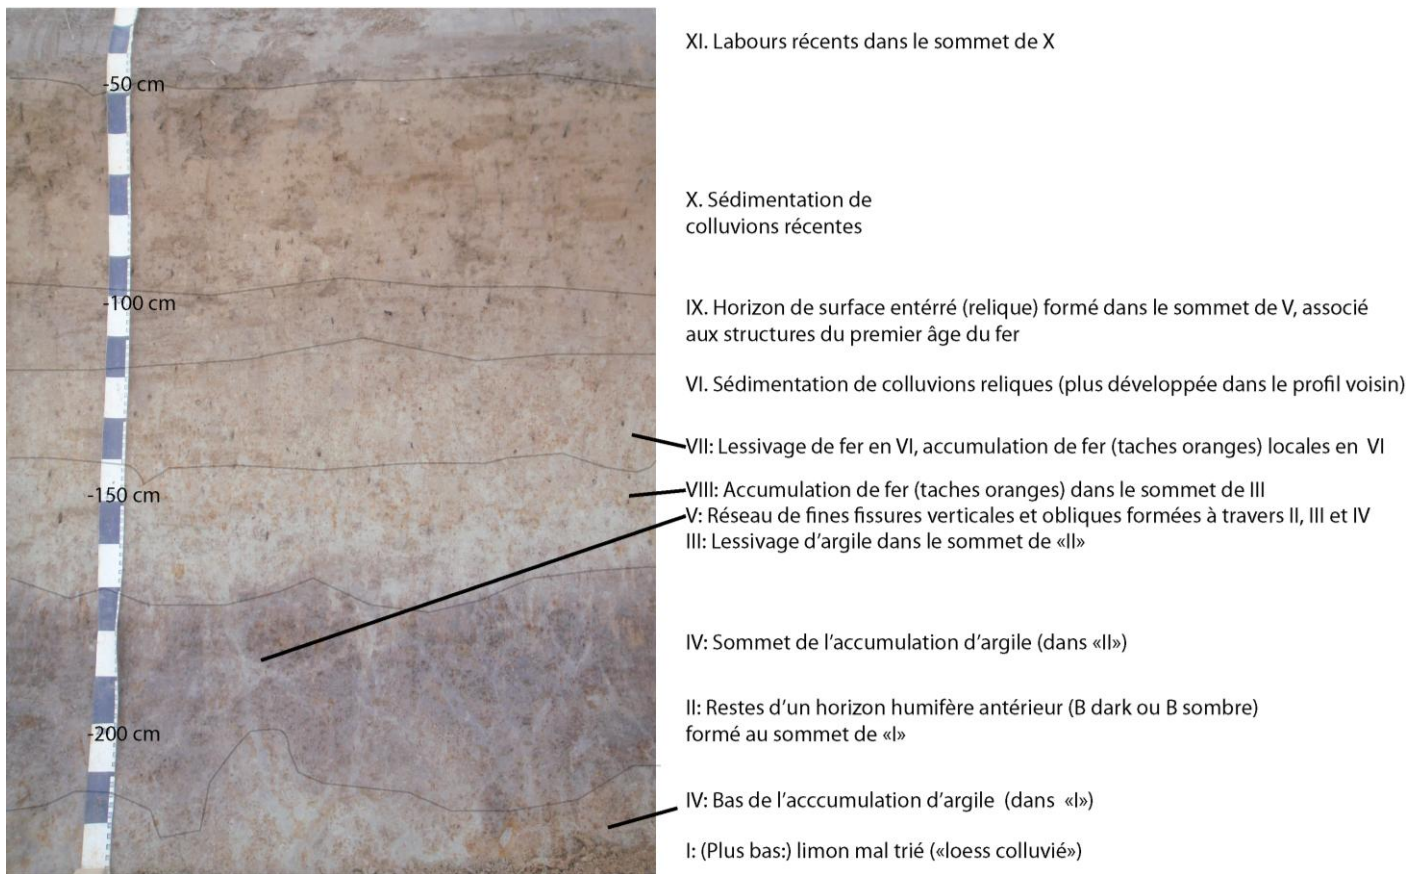 XI. Labours récents dans le sommet de X
-50 cm
X. Sédimentation de
colluvions récentes
-100 cm
IX. Horizon de surface entérré (relique) formé dans le sommet de V, associé
aux structures du premier âge du fer
VI. Sédimentation de colluvions reliques (plus développée dans le profil voisin)
VII: Lessivage de fer en VI, accumulation de fer (taches oranges) locales en VI
-150 cm
VIII: Accumulation de fer (taches oranges) dans le sommet de III
V: Réseau de fines fissures verticales et obliques formées à travers II, III et IV
III: Lessivage d'argile dans le sommet de «II»
IV: Sommet de l'accumulation d'argile (dans «II»)
II: Restes d'un horizon humifère antérieur (B dark ou B sombre)
formé au sommet de «I»
-200 cm
IV: Bas de l'acccumulation d'argile (dans «I»)
I: (Plus bas:) limon mal trié («loess colluvié»)